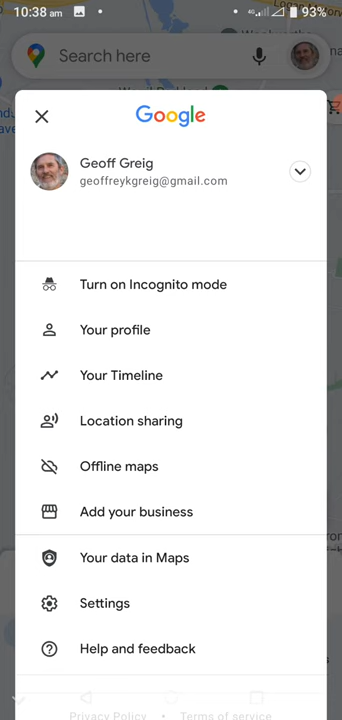 10:38 am
4G
93%
Search here
Google
Geoff Greig
geoffreykgreig@gmail.com
Turn on Incognito mode
Your profile
Your Timeline
Location sharing
Offline maps
Add your business
Your data in Maps
Settings
Help and feedback
Privacy Policy • Terms of service